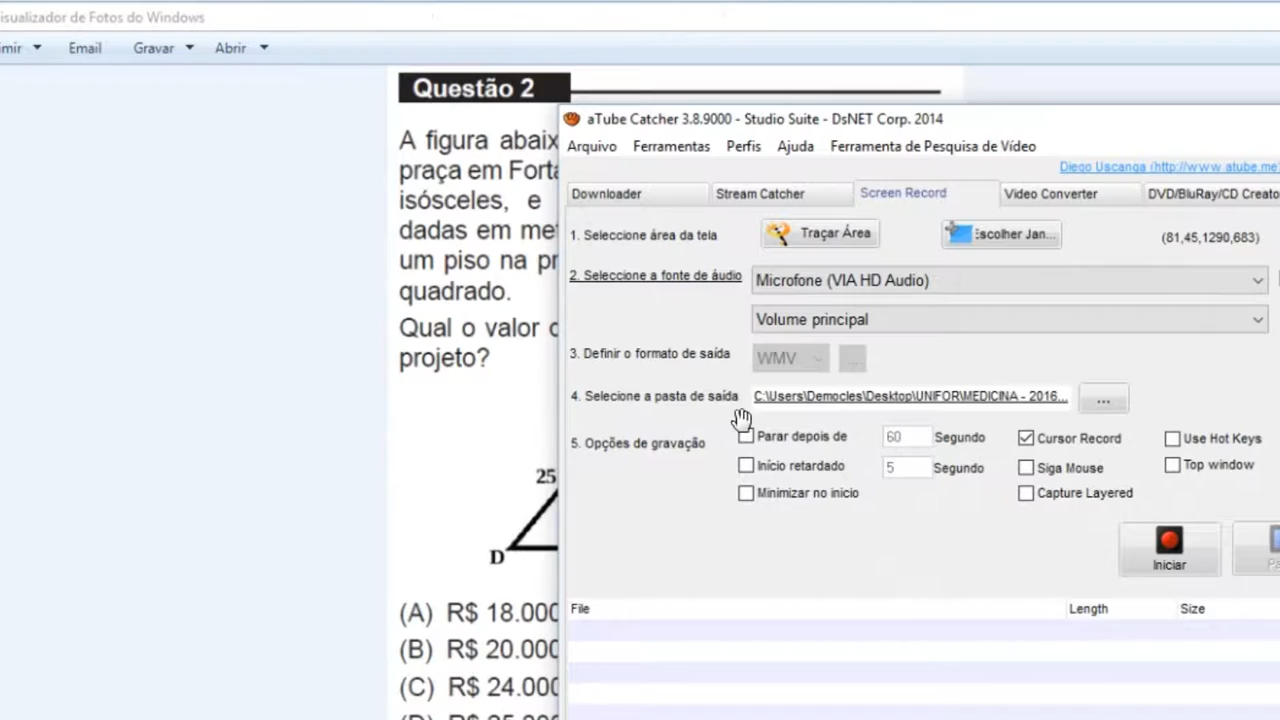 isualizador de Fotos do Windows
mir Email Gravar Abrir
Questão 2
A figura abaix
praça em Forta
isósceles, e
dadas em met
um piso na pr
quadrado.
Qual o valor
projeto?
25
D
(A) R$ 18.000
(B) R$ 20.000
(C) R$ 24.000
aTube Catcher 3.8.9000 - Studio Suite - DsNET Corp. 2014
Arquivo Ferramentas Perfis Ajuda Ferramenta de Pesquisa de Vídeo
Diego Uscanga (http://www.atube.me
Downloader Stream Catcher Screen Record Video Converter DVD/BluRay/CD Creato
1. Seleccione área da tela Traçar Área Escolher Jan... (81,45,1290,683)
2. Seleccione a fonte de áudio Microfone (VIA HD Audio)
Volume principal
3. Definir o formato de saída WMV ...
4. Selecione a pasta de saída C:\Users\Democles\Desktop\UNIFOR\MEDICINA - 2016... ...
5. Opções de gravação Parar depois de 60 Segundo Cursor Record Use Hot Keys
Início retardado 5 Segundo Siga Mouse Top window
Minimizar no inicio Capture Layered
Iniciar
File Length Size